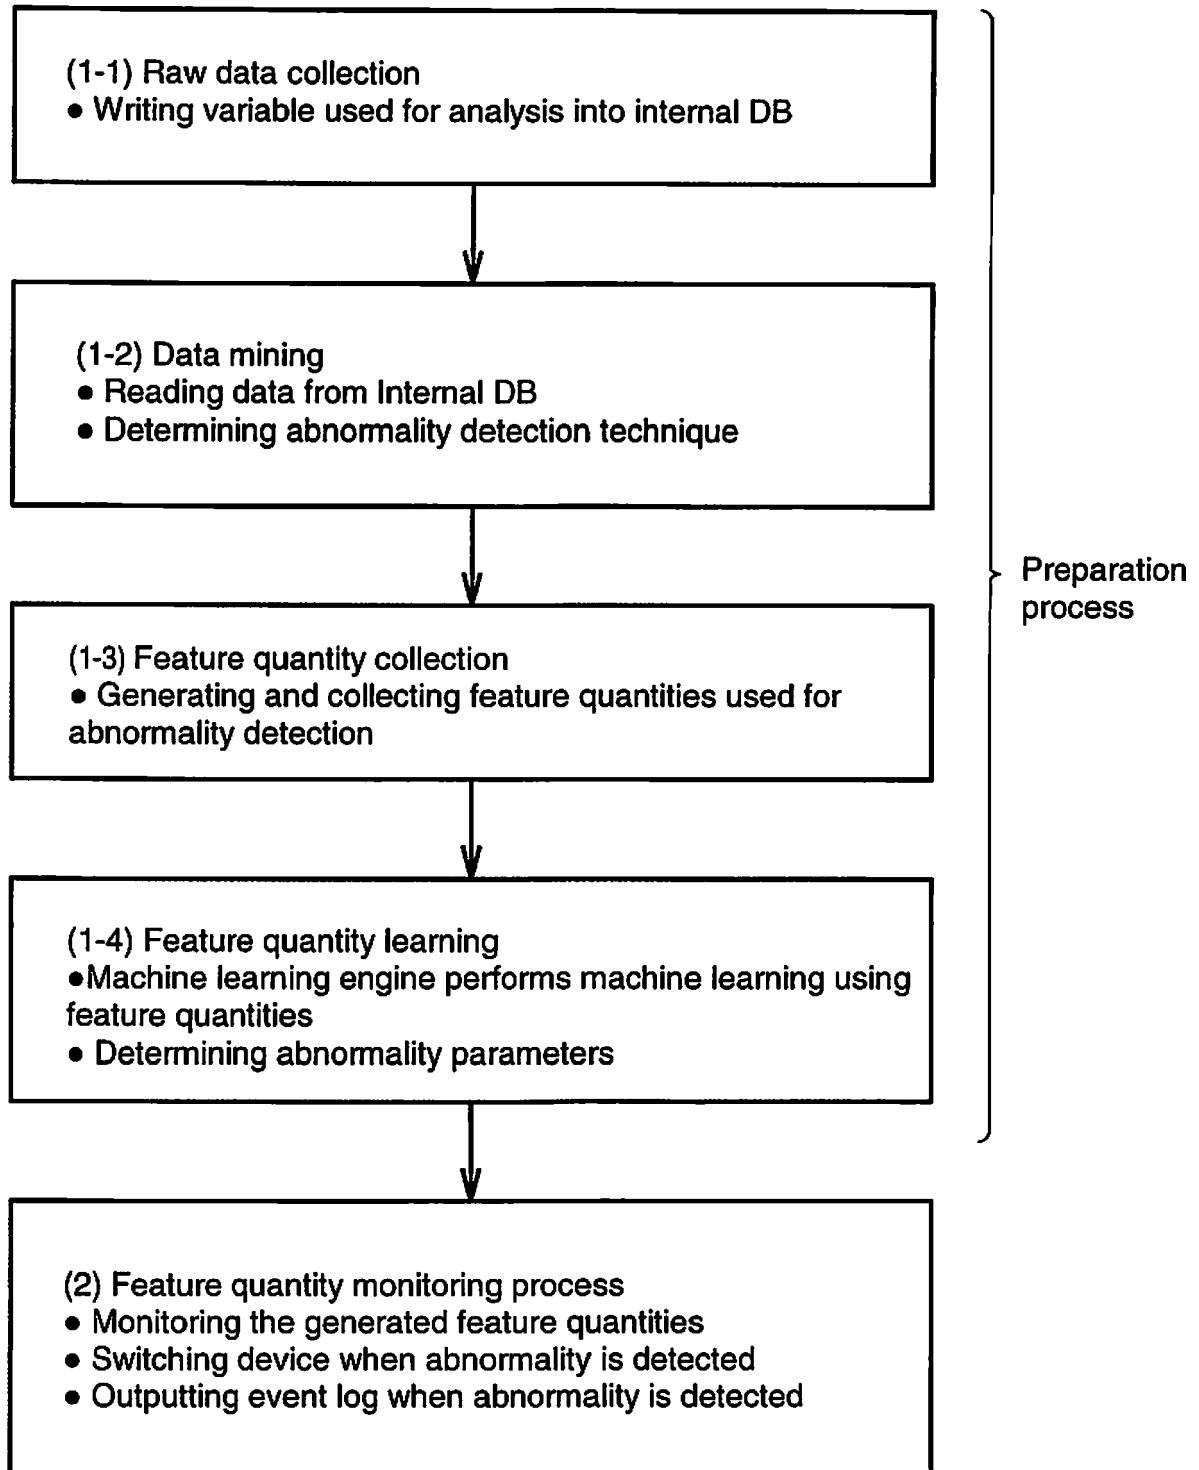 (1-1) Raw data collection
● Writing variable used for analysis into internal DB
(1-2) Data mining
● Reading data from Internal DB
● Determining abnormality detection technique
Preparation
process
(1-3) Feature quantity collection
● Generating and collecting feature quantities used for
abnormality detection
(1-4) Feature quantity learning
●Machine learning engine performs machine learning using
feature quantities
● Determining abnormality parameters
(2) Feature quantity monitoring process
● Monitoring the generated feature quantities
● Switching device when abnormality is detected
● Outputting event log when abnormality is detected